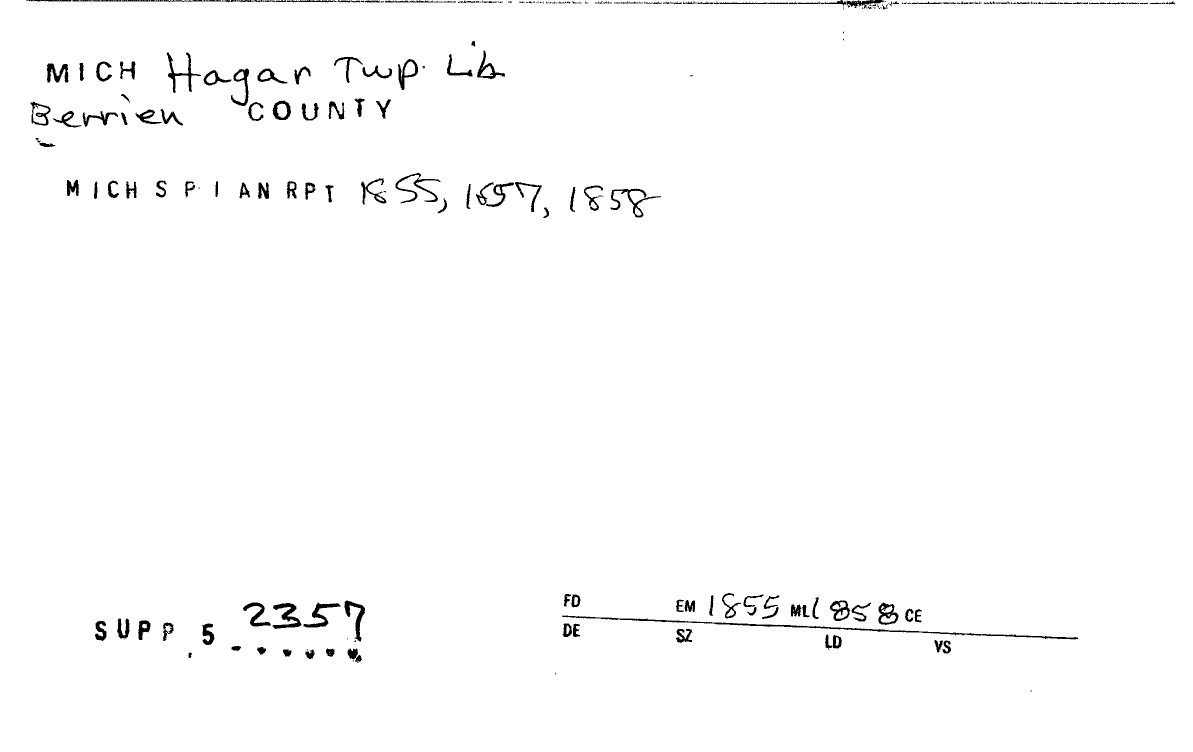 MICH Hagar Twp. Lib
Berrien COUNTY
MICH S P I AN RPT 1855, 1857, 1858
SUPP 5 2357
FD EM 1855 ML 1858 CE
DE SZ LD VS